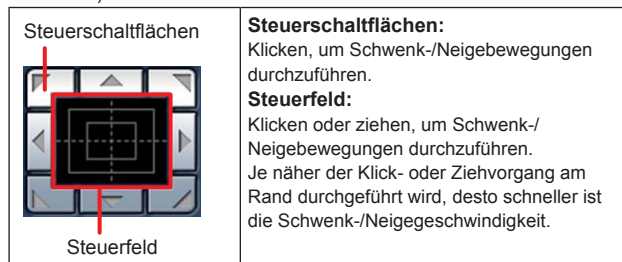 Steuerschaltflächen
Steuerfeld
Steuerschaltflächen:
Klicken, um Schwenk-/Neigebewegungen
durchzuführen.
Steuerfeld:
Klicken oder ziehen, um Schwenk-/
Neigebewegungen durchzuführen.
Je näher der Klick- oder Ziehvorgang am
Rand durchgeführt wird, desto schneller ist
die Schwenk-/Neigegeschwindigkeit.